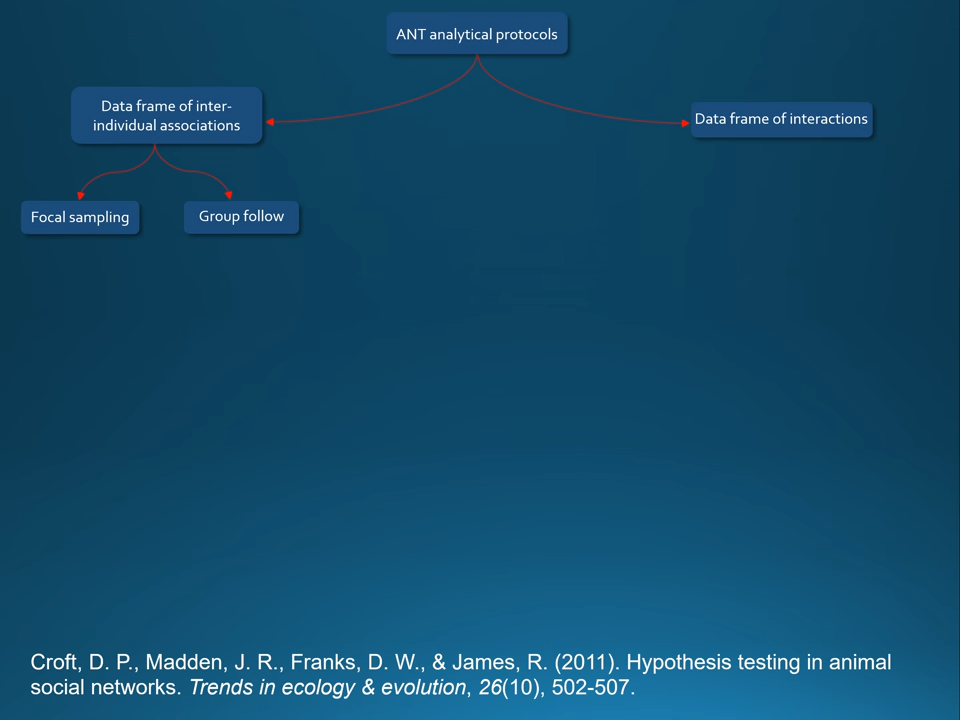 ANT analytical protocols
Data frame of inter-
individual associations
Data frame of interactions
Focal sampling
Group follow
Croft, D. P., Madden, J. R., Franks, D. W., & James, R. (2011). Hypothesis testing in animal
social networks. Trends in ecology & evolution, 26(10), 502-507.